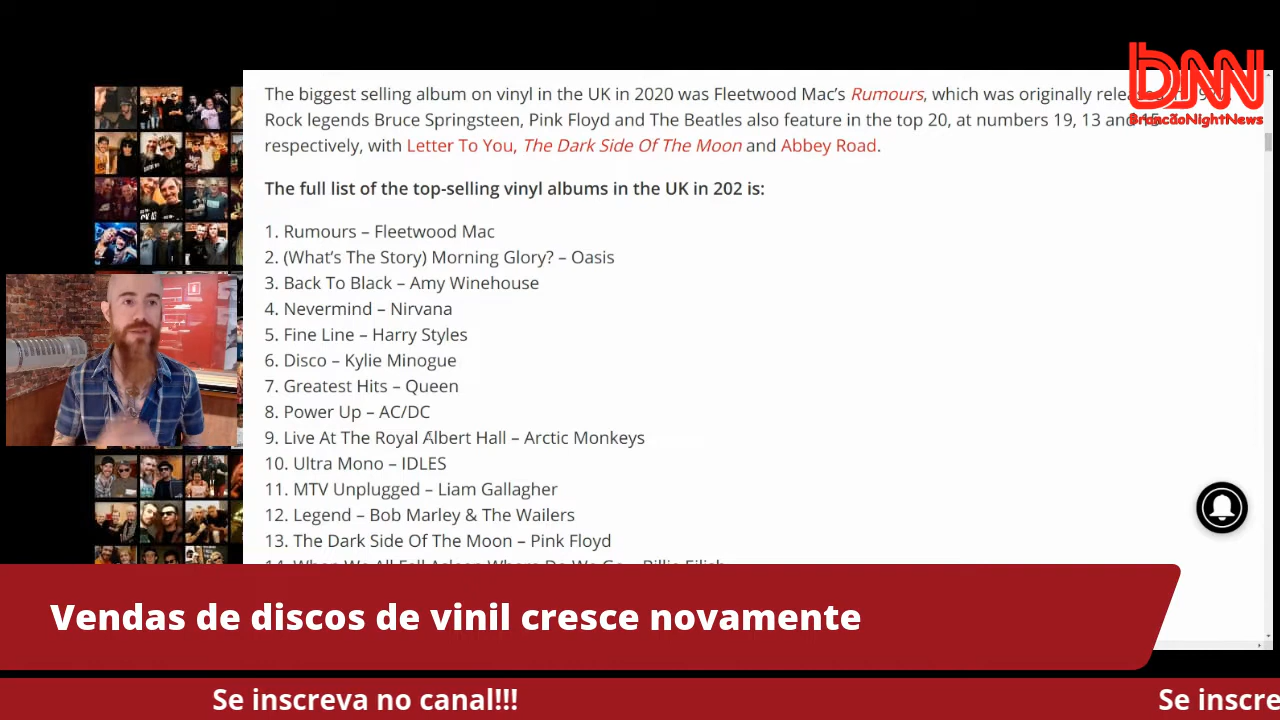 The biggest selling album on vinyl in the UK in 2020 was Fleetwood Mac's Rumours, which was originally
Rock legends Bruce Springsteen, Pink Floyd and The Beatles also feature in the top 20, at numbers 19, 13 and
respectively, with Letter To You, The Dark Side Of The Moon and Abbey Road.
DNN
BrancãoNightNews
The full list of the top-selling vinyl albums in the UK in 202 is:
1. Rumours – Fleetwood Mac
2. (What's The Story) Morning Glory? – Oasis
3. Back To Black – Amy Winehouse
4. Nevermind – Nirvana
5. Fine Line – Harry Styles
6. Disco – Kylie Minogue
7. Greatest Hits – Queen
8. Power Up – AC/DC
9. Live At The Royal Albert Hall – Arctic Monkeys
10. Ultra Mono – IDLES
11. MTV Unplugged – Liam Gallagher
12. Legend – Bob Marley & The Wailers
13. The Dark Side Of The Moon – Pink Floyd
Vendas de discos de vinil cresce novamente
Se inscreva no canal!!! Se inscre